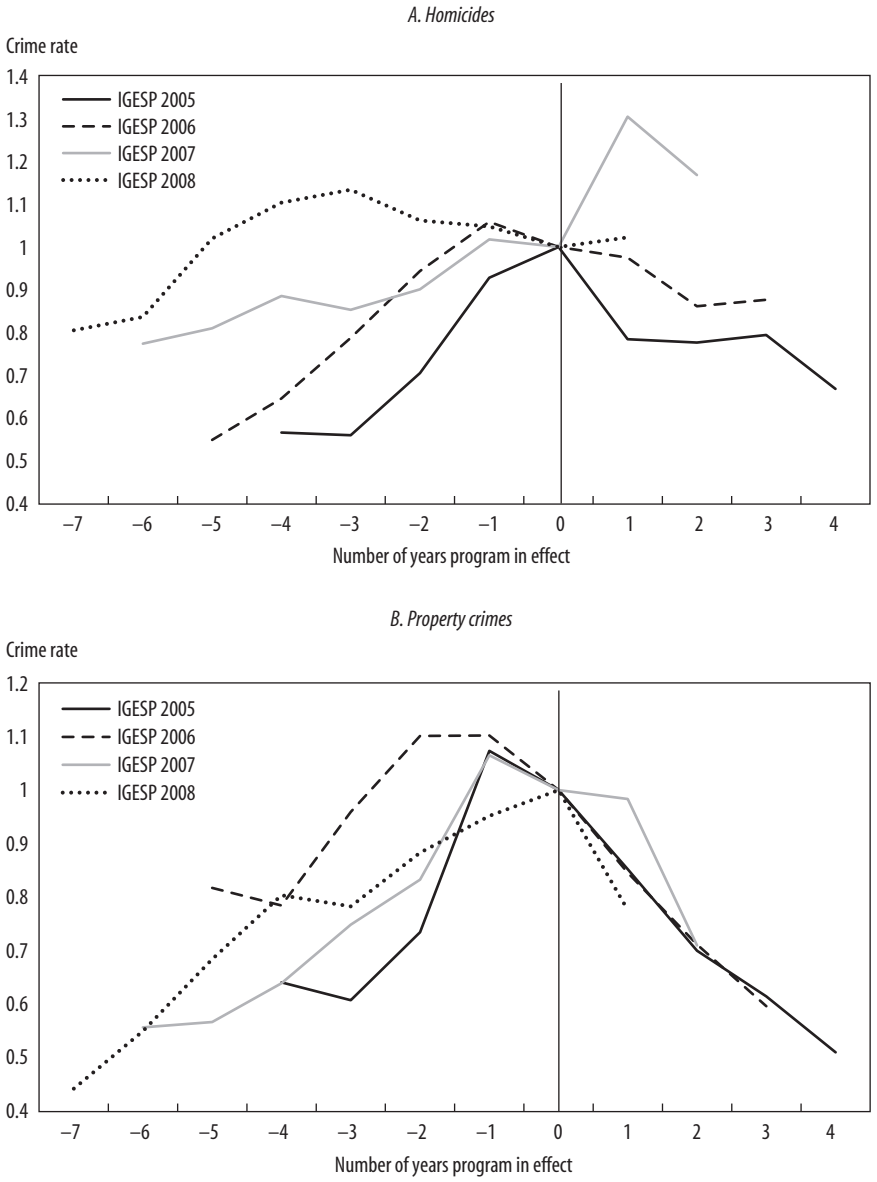 A. Homicides
Crime rate
1.4
1.3
1.2
1.1
1
0.9
0.8
0.7
0.6
0.5
0.4
IGESP 2005
IGESP 2006
IGESP 2007
IGESP 2008
–7 –6 –5 –4 –3 –2 –1 0 1 2 3 4
Number of years program in effect
B. Property crimes
Crime rate
1.2
1.1
1
0.9
0.8
0.7
0.6
0.5
0.4
IGESP 2005
IGESP 2006
IGESP 2007
IGESP 2008
–7 –6 –5 –4 –3 –2 –1 0 1 2 3 4
Number of years program in effect